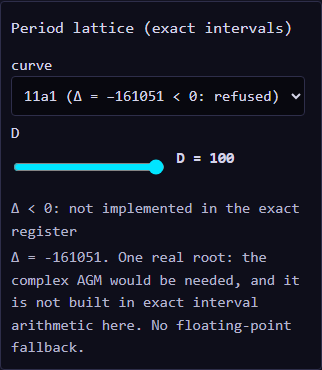 Period lattice (exact intervals)
curve
11a1 (Δ = −161051 < 0: refused)
D
D = 100
Δ < 0: not implemented in the exact
register
Δ = -161051. One real root: the
complex AGM would be needed, and it
is not built in exact interval
arithmetic here. No floating-point
fallback.